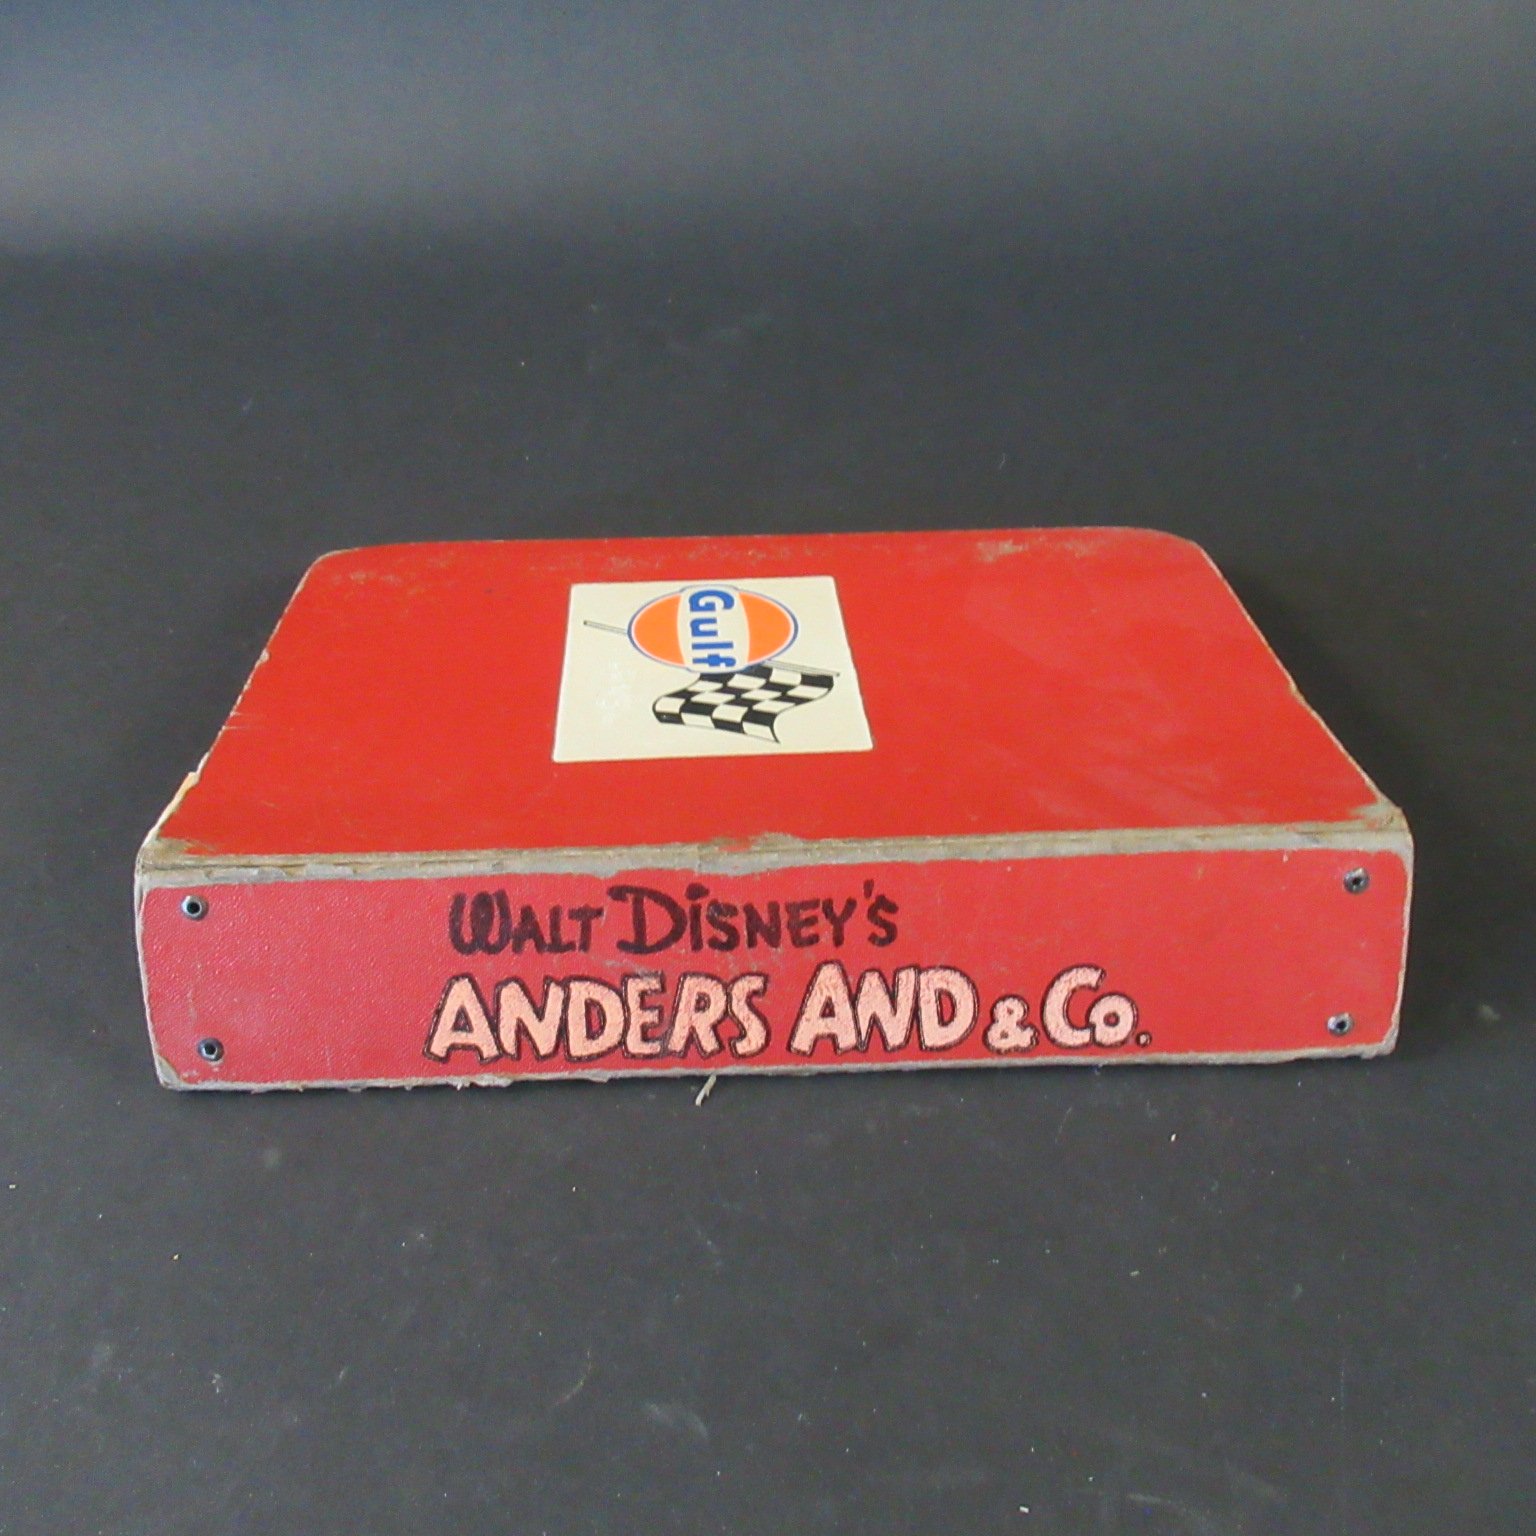 Gulf
WALT DiSNEY'S
ANDERS AND & Co.